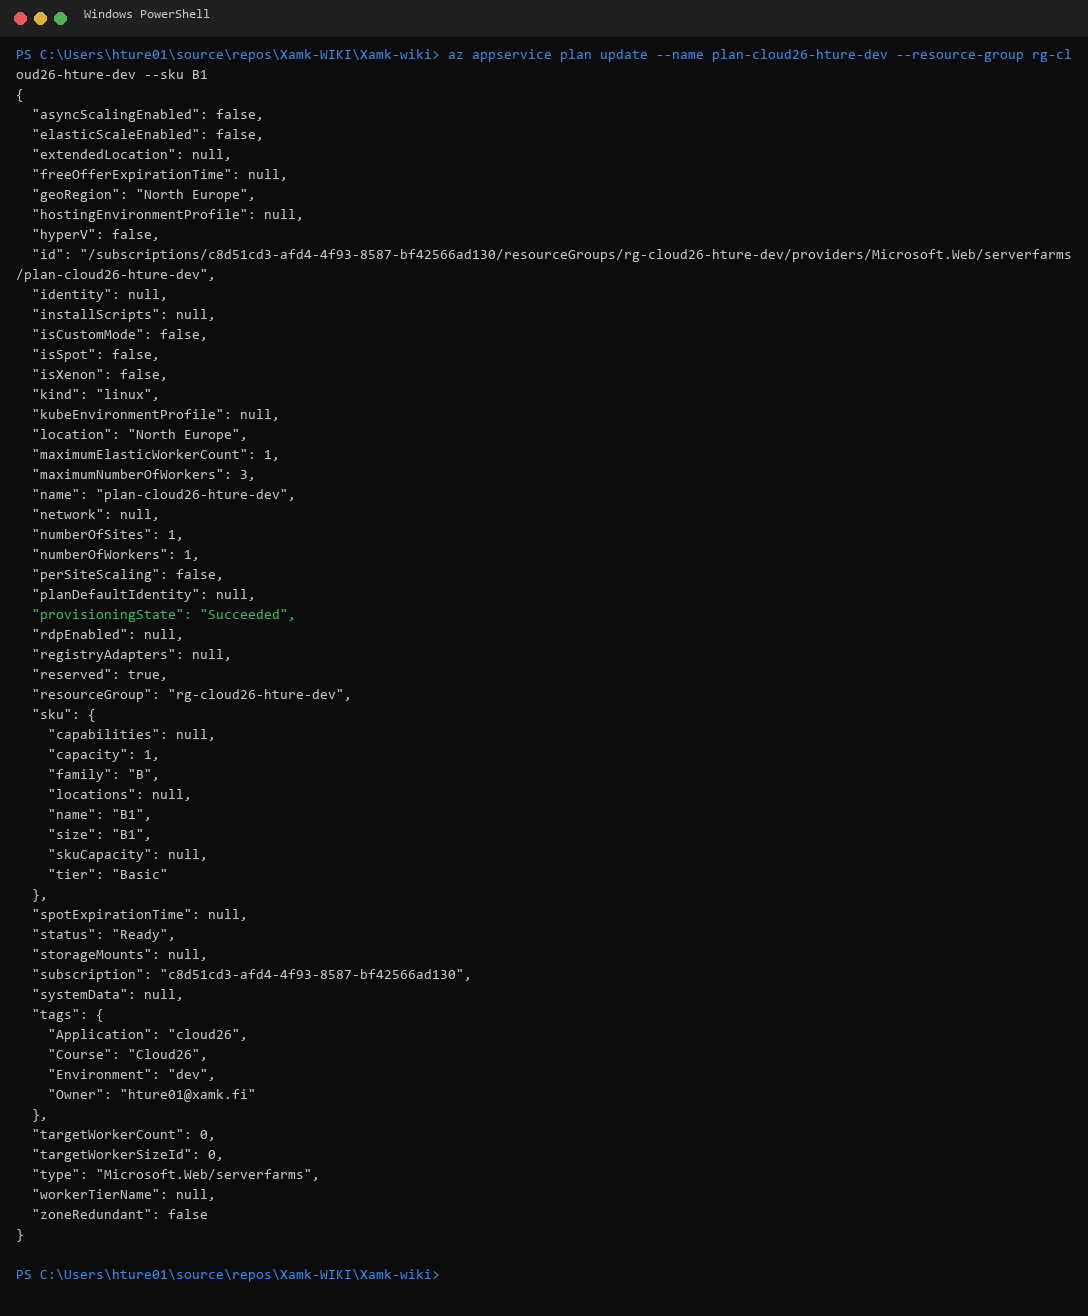 Windows PowerShell
PS C:\Users\hture01\source\repos\Xamk-WIKI\Xamk-wiki> az appservice plan update --name plan-cloud26-hture-dev --resource-group rg-cl
oud26-hture-dev --sku B1
{
  "asyncScalingEnabled": false,
  "elasticScaleEnabled": false,
  "extendedLocation": null,
  "freeOfferExpirationTime": null,
  "geoRegion": "North Europe",
  "hostingEnvironmentProfile": null,
  "hyperV": false,
  "id": "/subscriptions/c8d51cd3-afd4-4f93-8587-bf42566ad130/resourceGroups/rg-cloud26-hture-dev/providers/Microsoft.Web/serverfarms
/plan-cloud26-hture-dev",
  "identity": null,
  "installScripts": null,
  "isCustomMode": false,
  "isSpot": false,
  "isXenon": false,
  "kind": "linux",
  "kubeEnvironmentProfile": null,
  "location": "North Europe",
  "maximumElasticWorkerCount": 1,
  "maximumNumberOfWorkers": 3,
  "name": "plan-cloud26-hture-dev",
  "network": null,
  "numberOfSites": 1,
  "numberOfWorkers": 1,
  "perSiteScaling": false,
  "planDefaultIdentity": null,
  "provisioningState": "Succeeded",
  "rdpEnabled": null,
  "registryAdapters": null,
  "reserved": true,
  "resourceGroup": "rg-cloud26-hture-dev",
  "sku": {
    "capabilities": null,
    "capacity": 1,
    "family": "B",
    "locations": null,
    "name": "B1",
    "size": "B1",
    "skuCapacity": null,
    "tier": "Basic"
  },
  "spotExpirationTime": null,
  "status": "Ready",
  "storageMounts": null,
  "subscription": "c8d51cd3-afd4-4f93-8587-bf42566ad130",
  "systemData": null,
  "tags": {
    "Application": "cloud26",
    "Course": "Cloud26",
    "Environment": "dev",
    "Owner": "hture01@xamk.fi"
  },
  "targetWorkerCount": 0,
  "targetWorkerSizeId": 0,
  "type": "Microsoft.Web/serverfarms",
  "workerTierName": null,
  "zoneRedundant": false
}
PS C:\Users\hture01\source\repos\Xamk-WIKI\Xamk-wiki>